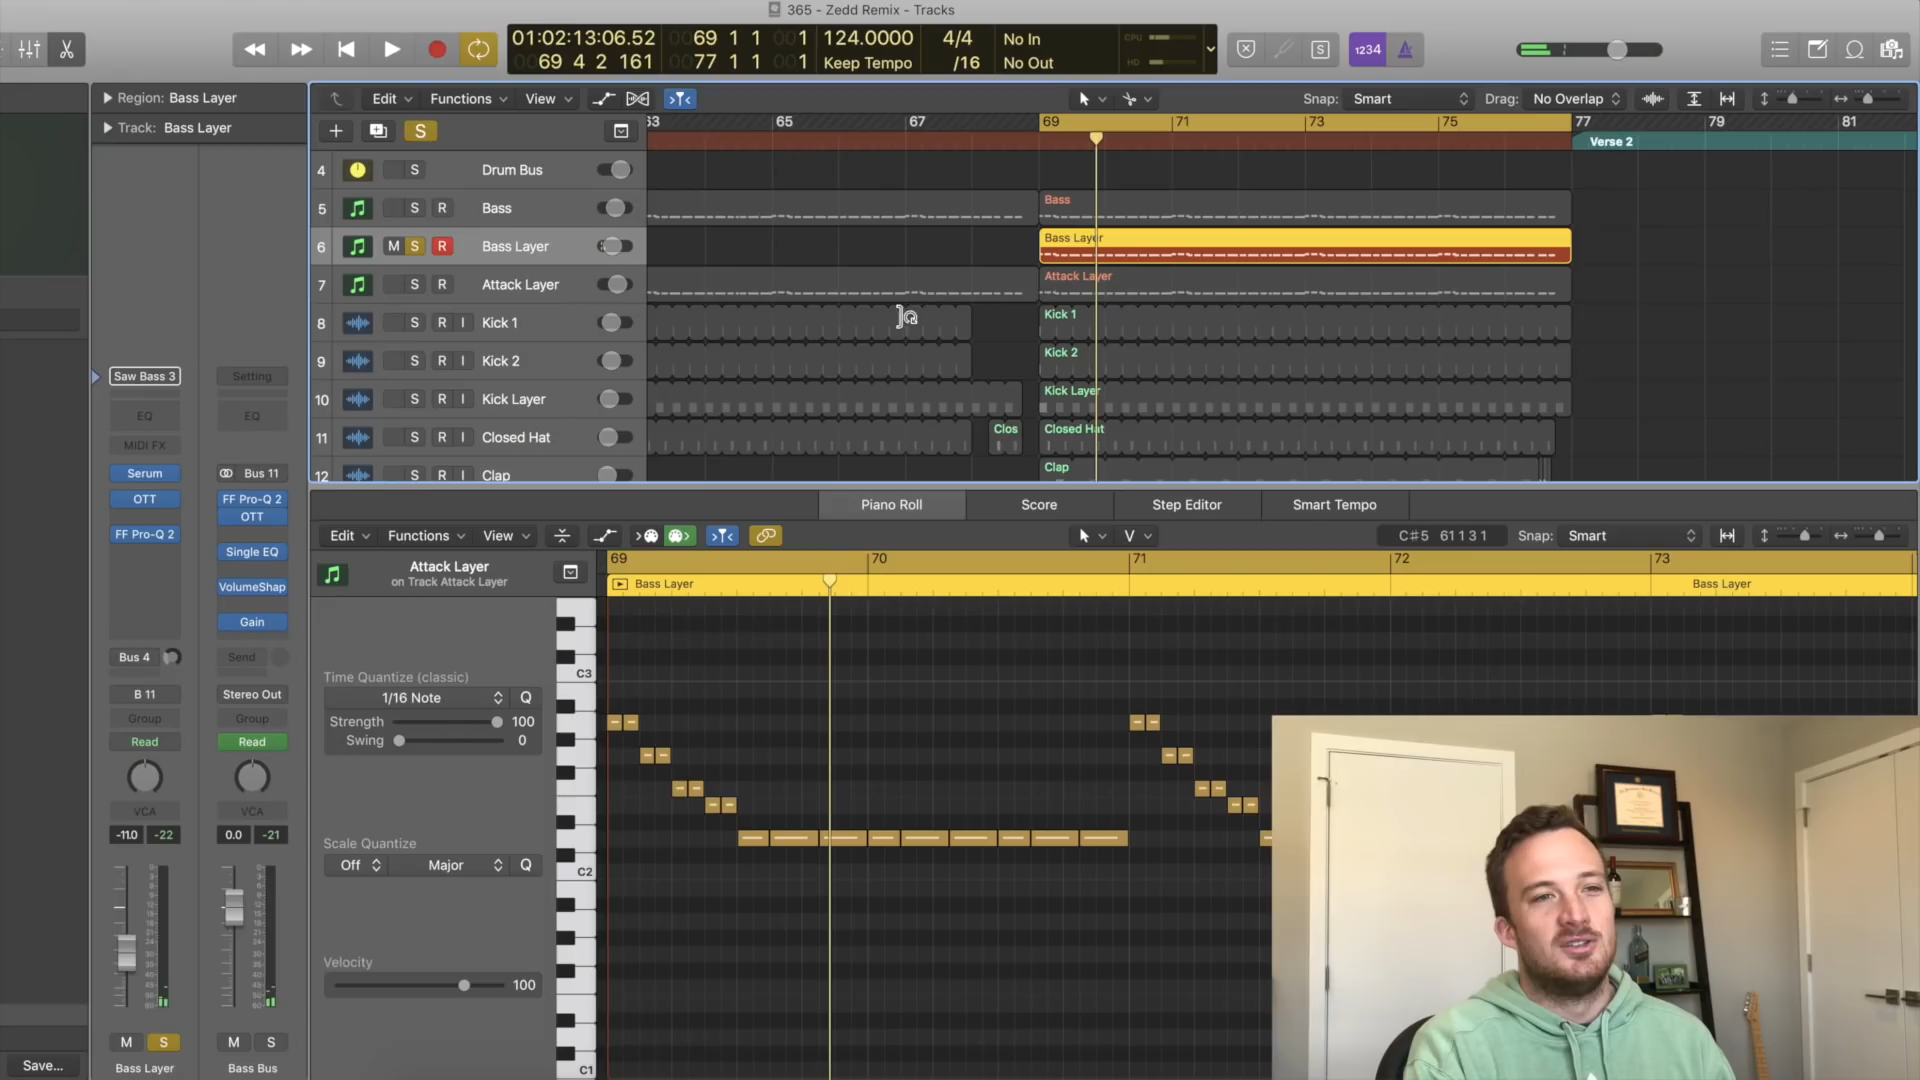 365 - Zedd Remix - Tracks
01:02:13:06.52
69 4 2 161
0069 1 1 001
0077 1 1 001
124.0000
Keep Tempo
4/4
/16
No In
No Out
CPU
HD
S
1234
Region: Bass Layer
Track: Bass Layer
Edit
Functions
View
Snap: Smart
Drag: No Overlap
S
63
65
67
69
71
73
75
77
79
81
Verse 2
4 S Drum Bus
5 S R Bass
6 M S R Bass Layer
7 S R Attack Layer
8 S R I Kick 1
9 S R I Kick 2
10 S R I Kick Layer
11 S R I Closed Hat
12 S R I Clap
Bass
Bass Layer
Attack Layer
Kick 1
Kick 2
Kick Layer
Clos
Closed Hat
Clap
Saw Bass 3
Setting
EQ
EQ
MIDI FX
Serum
Bus 11
OTT
FF Pro-Q 2
OTT
FF Pro-Q 2
Single EQ
VolumeShap
Gain
Bus 4
Send
B 11
Stereo Out
Group
Group
Read
Read
VCA
VCA
-11.0
-22
0.0
-21
M S
M S
Save...
Bass Layer
Bass Bus
Piano Roll
Score
Step Editor
Smart Tempo
Edit
Functions
View
V
C#5 61 1 3 1
Snap: Smart
Attack Layer
on Track Attack Layer
69
70
71
72
73
Bass Layer
Bass Layer
Time Quantize (classic)
1/16 Note
Q
Strength 100
Swing 0
Scale Quantize
Off
Major
Q
Velocity
100
C3
C2
C1